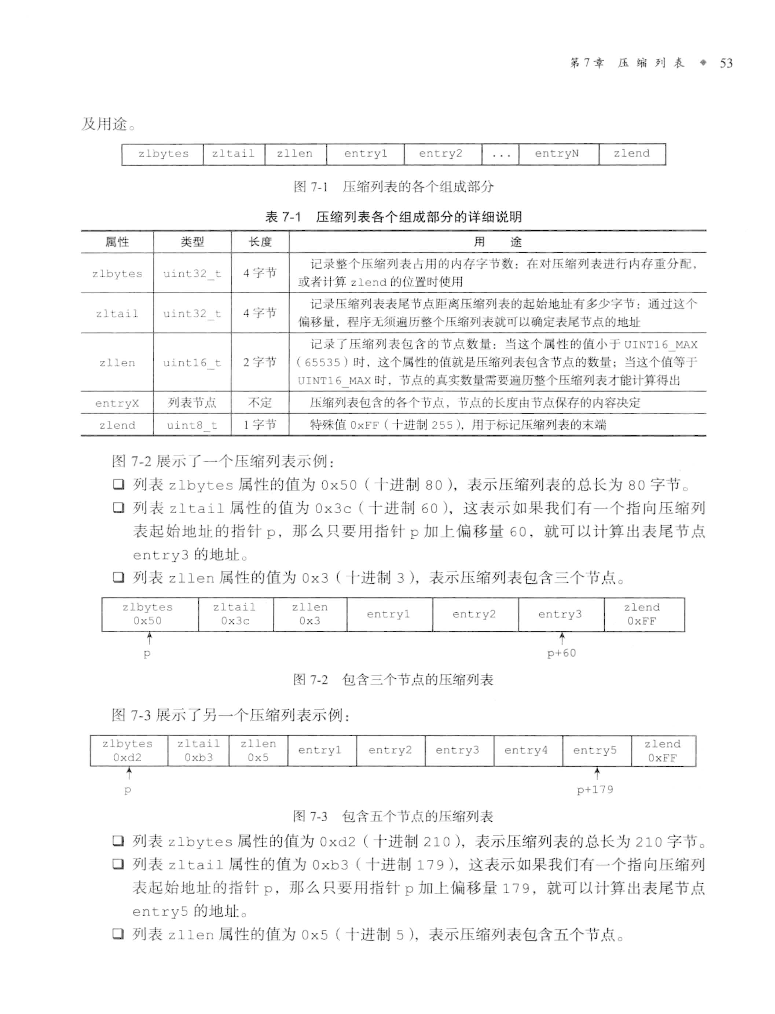 第7章 压缩列表 ◆ 53
及用途。
zlbytes zltail zllen entry1 entry2 ... entryN zlend
图 7-1 压缩列表的各个组成部分
表 7-1 压缩列表各个组成部分的详细说明
属性 类型 长度 用 途
zlbytes uint32_t 4字节 记录整个压缩列表占用的内存字节数：在对压缩列表进行内存重分配，
或者计算 zlend 的位置时使用
zltail uint32_t 4字节 记录压缩列表表尾节点距离压缩列表的起始地址有多少字节：通过这个
偏移量，程序无须遍历整个压缩列表就可以确定表尾节点的地址
zllen uint16_t 2字节 记录了压缩列表包含的节点数量：当这个属性的值小于 UINT16_MAX
（65535）时，这个属性的值就是压缩列表包含节点的数量；当这个值等于
UINT16_MAX 时，节点的真实数量需要遍历整个压缩列表才能计算得出
entryX 列表节点 不定 压缩列表包含的各个节点，节点的长度由节点保存的内容决定
zlend uint8_t 1字节 特殊值 0xFF（十进制 255），用于标记压缩列表的末端
图 7-2 展示了一个压缩列表示例：
❑ 列表 zlbytes 属性的值为 0x50（十进制 80），表示压缩列表的总长为 80 字节。
❑ 列表 zltail 属性的值为 0x3c（十进制 60），这表示如果我们有一个指向压缩列
表起始地址的指针 p，那么只要用指针 p 加上偏移量 60，就可以计算出表尾节点
entry3 的地址。
❑ 列表 zllen 属性的值为 0x3（十进制 3），表示压缩列表包含三个节点。
zlbytes zltail zllen entry1 entry2 entry3 zlend
0x50 0x3c 0x3 0xFF
p p+60
图 7-2 包含三个节点的压缩列表
图 7-3 展示了另一个压缩列表示例：
zlbytes zltail zllen entry1 entry2 entry3 entry4 entry5 zlend
0xd2 0xb3 0x5 0xFF
p p+179
图 7-3 包含五个节点的压缩列表
❑ 列表 zlbytes 属性的值为 0xd2（十进制 210），表示压缩列表的总长为 210 字节。
❑ 列表 zltail 属性的值为 0xb3（十进制 179），这表示如果我们有一个指向压缩列
表起始地址的指针 p，那么只要用指针 p 加上偏移量 179，就可以计算出表尾节点
entry5 的地址。
❑ 列表 zllen 属性的值为 0x5（十进制 5），表示压缩列表包含五个节点。